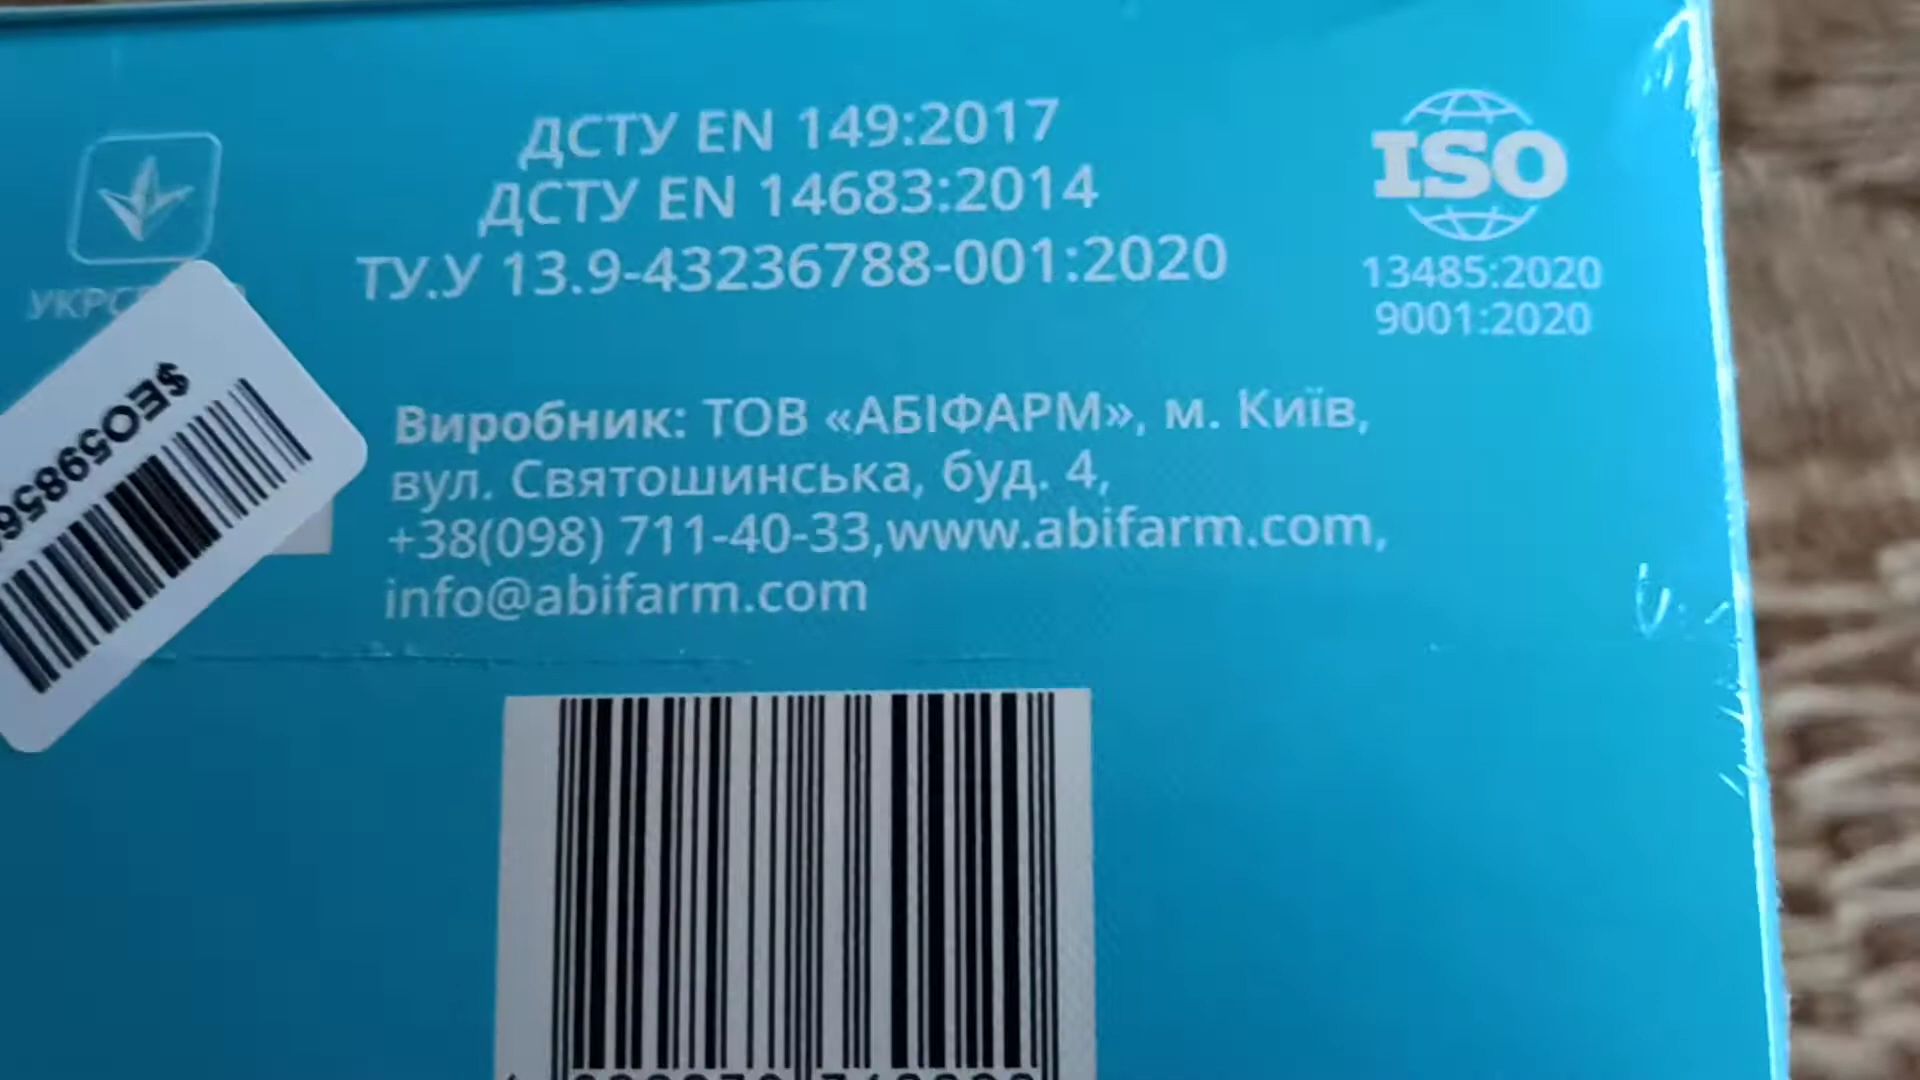 ДСТУ EN 149:2017
ДСТУ EN 14683:2014
ТУ.У 13.9-43236788-001:2020
ISO
13485:2020
9001:2020
Виробник: ТОВ «АБІФАРМ», м. Київ,
вул. Святошинська, буд. 4,
+38(098) 711-40-33,www.abifarm.com,
info@abifarm.com